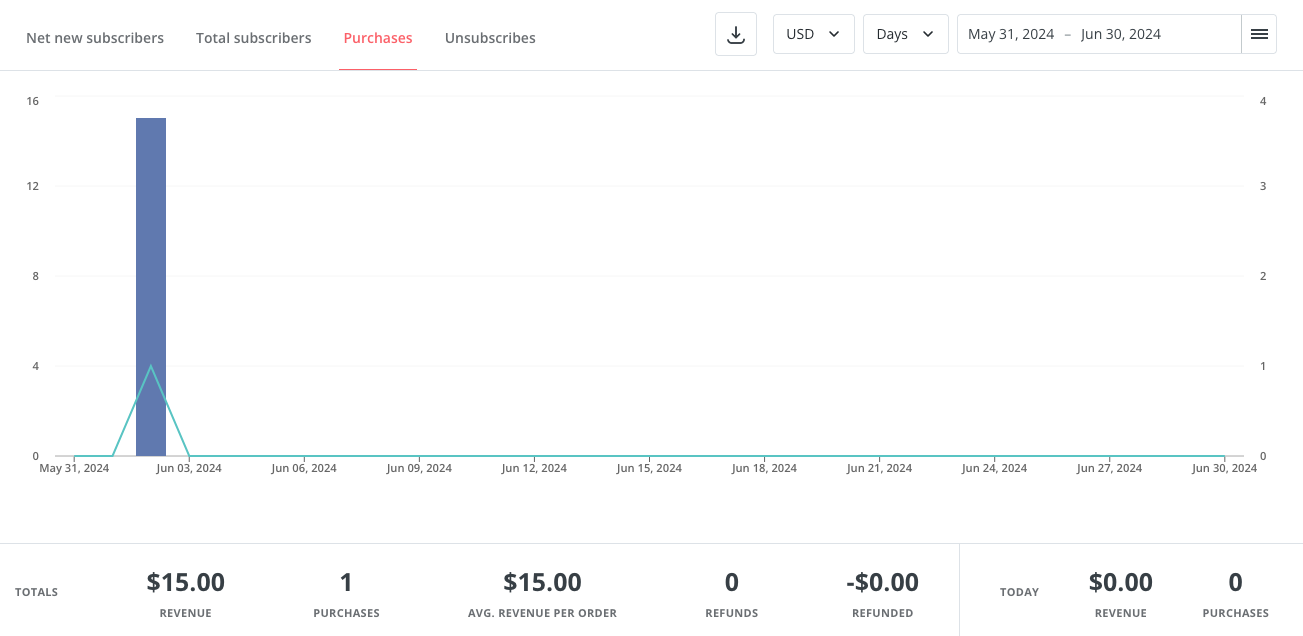 Net new subscribers Total subscribers Purchases Unsubscribes USD Days May 31, 2024 – Jun 30, 2024
16 4
12 3
8 2
4 1
0 0
May 31, 2024 Jun 03, 2024 Jun 06, 2024 Jun 09, 2024 Jun 12, 2024 Jun 15, 2024 Jun 18, 2024 Jun 21, 2024 Jun 24, 2024 Jun 27, 2024 Jun 30, 2024
TOTALS $15.00 1 $15.00 0 -$0.00 TODAY $0.00 0
REVENUE PURCHASES AVG. REVENUE PER ORDER REFUNDS REFUNDED REVENUE PURCHASES